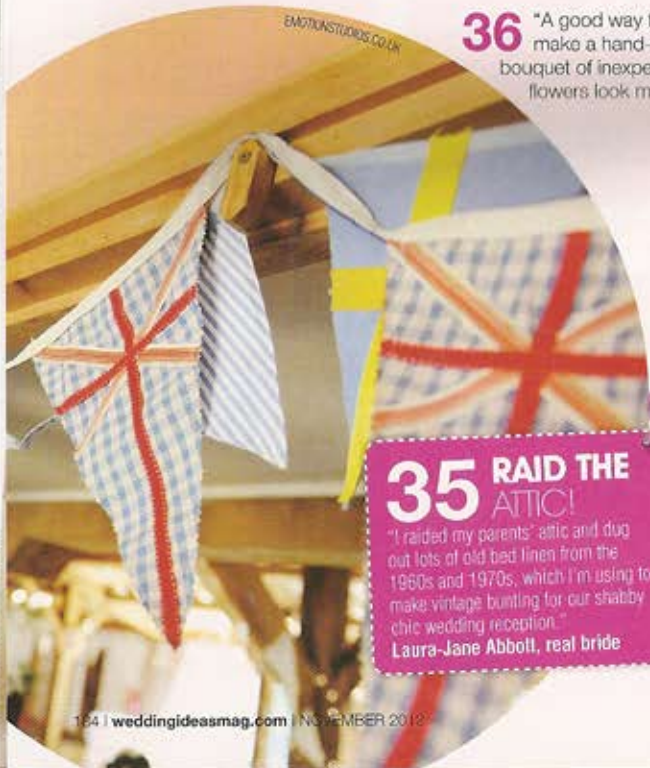 EMOTIONSTUDIOS.CO.UK
36 "A good way
make a hand-
bouquet of inexpe
flowers look m
35 RAID THE
ATTIC!
"I raided my parents' attic and dug
out lots of old bed linen from the
1960s and 1970s, which I'm using to
make vintage bunting for our shabby
chic wedding reception."
Laura-Jane Abbott, real bride
184 | weddingideasmag.com | NOVEMBER 2012